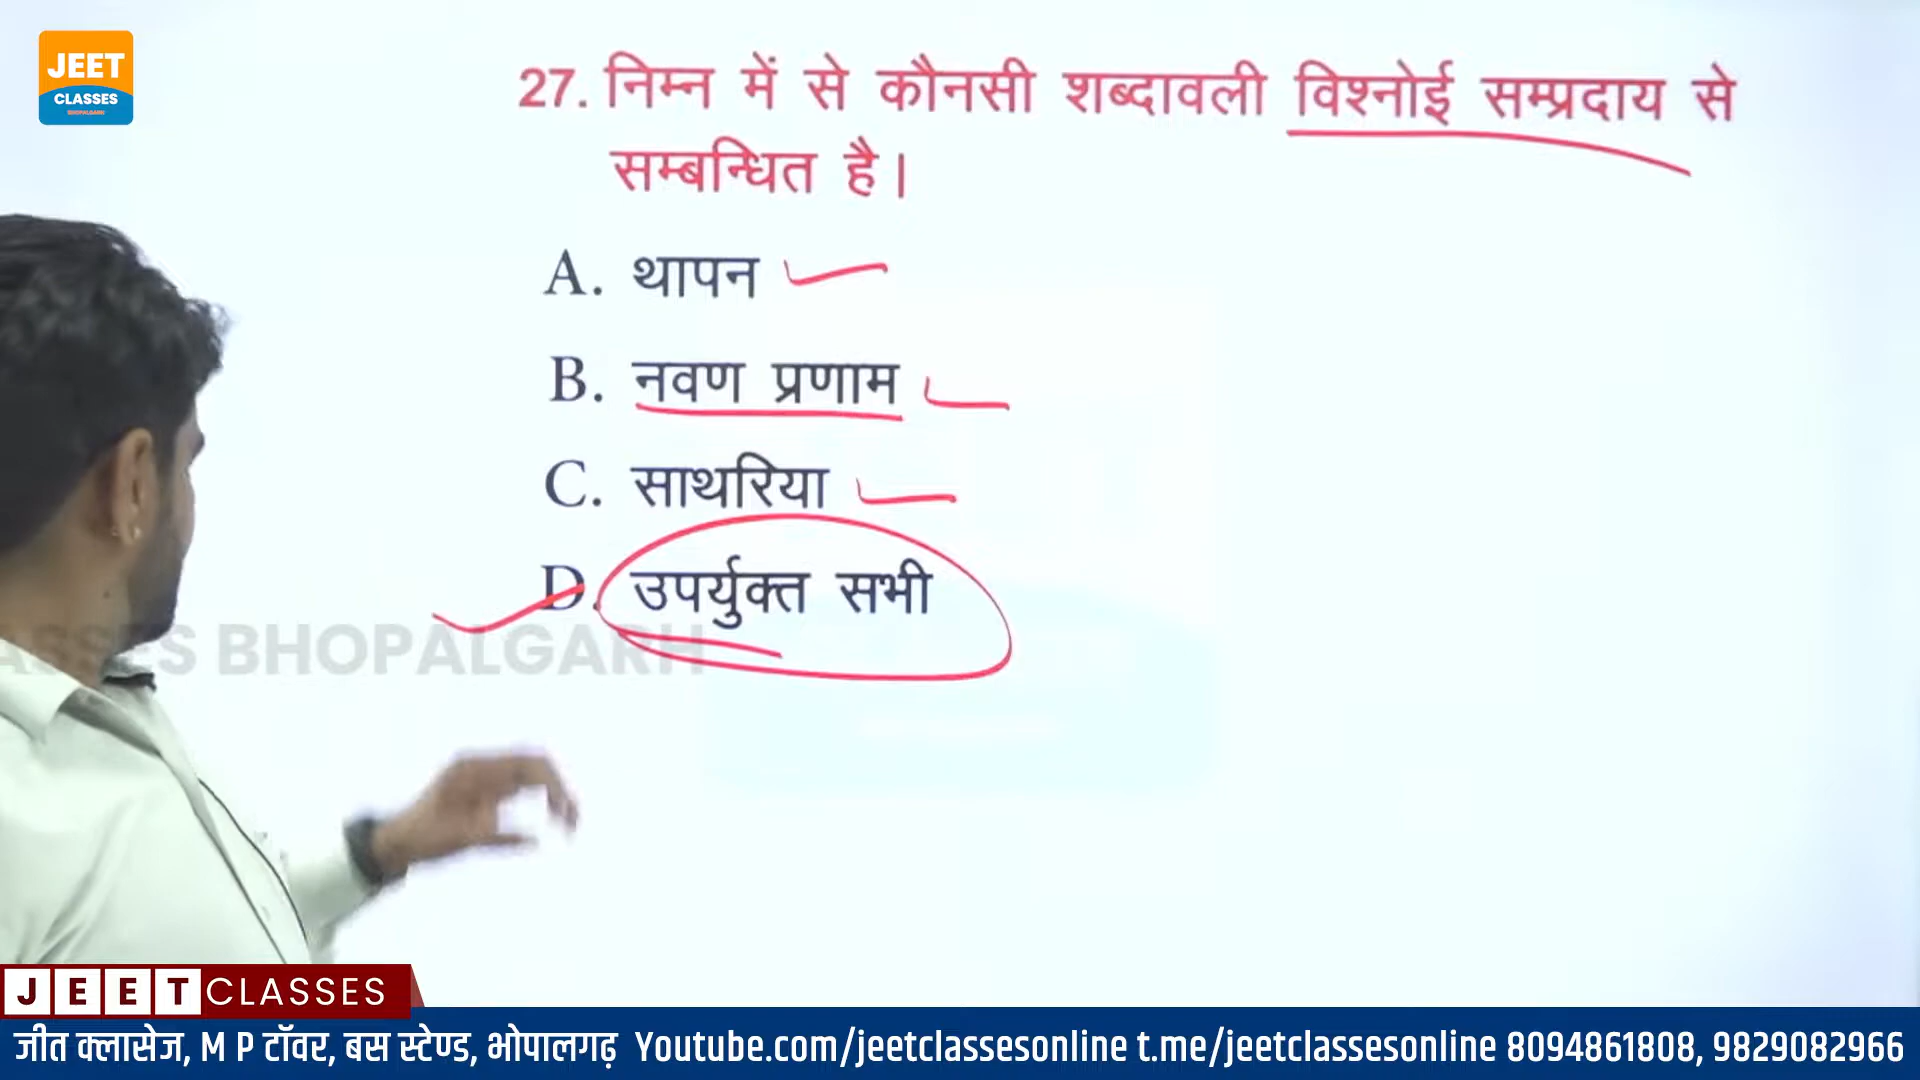 JEET
CLASSES
27. निम्न में से कौनसी शब्दावली विश्नोई सम्प्रदाय से
सम्बन्धित है।
A. थापन
B. नवण प्रणाम
C. साथरिया
D. उपर्युक्त सभी
ASSES BHOPALGARH
JEET CLASSES
जीत क्लासेज, M P टॉवर, बस स्टेण्ड, भोपालगढ़ Youtube.com/jeetclassesonline t.me/jeetclassesonline 8094861808, 9829082966